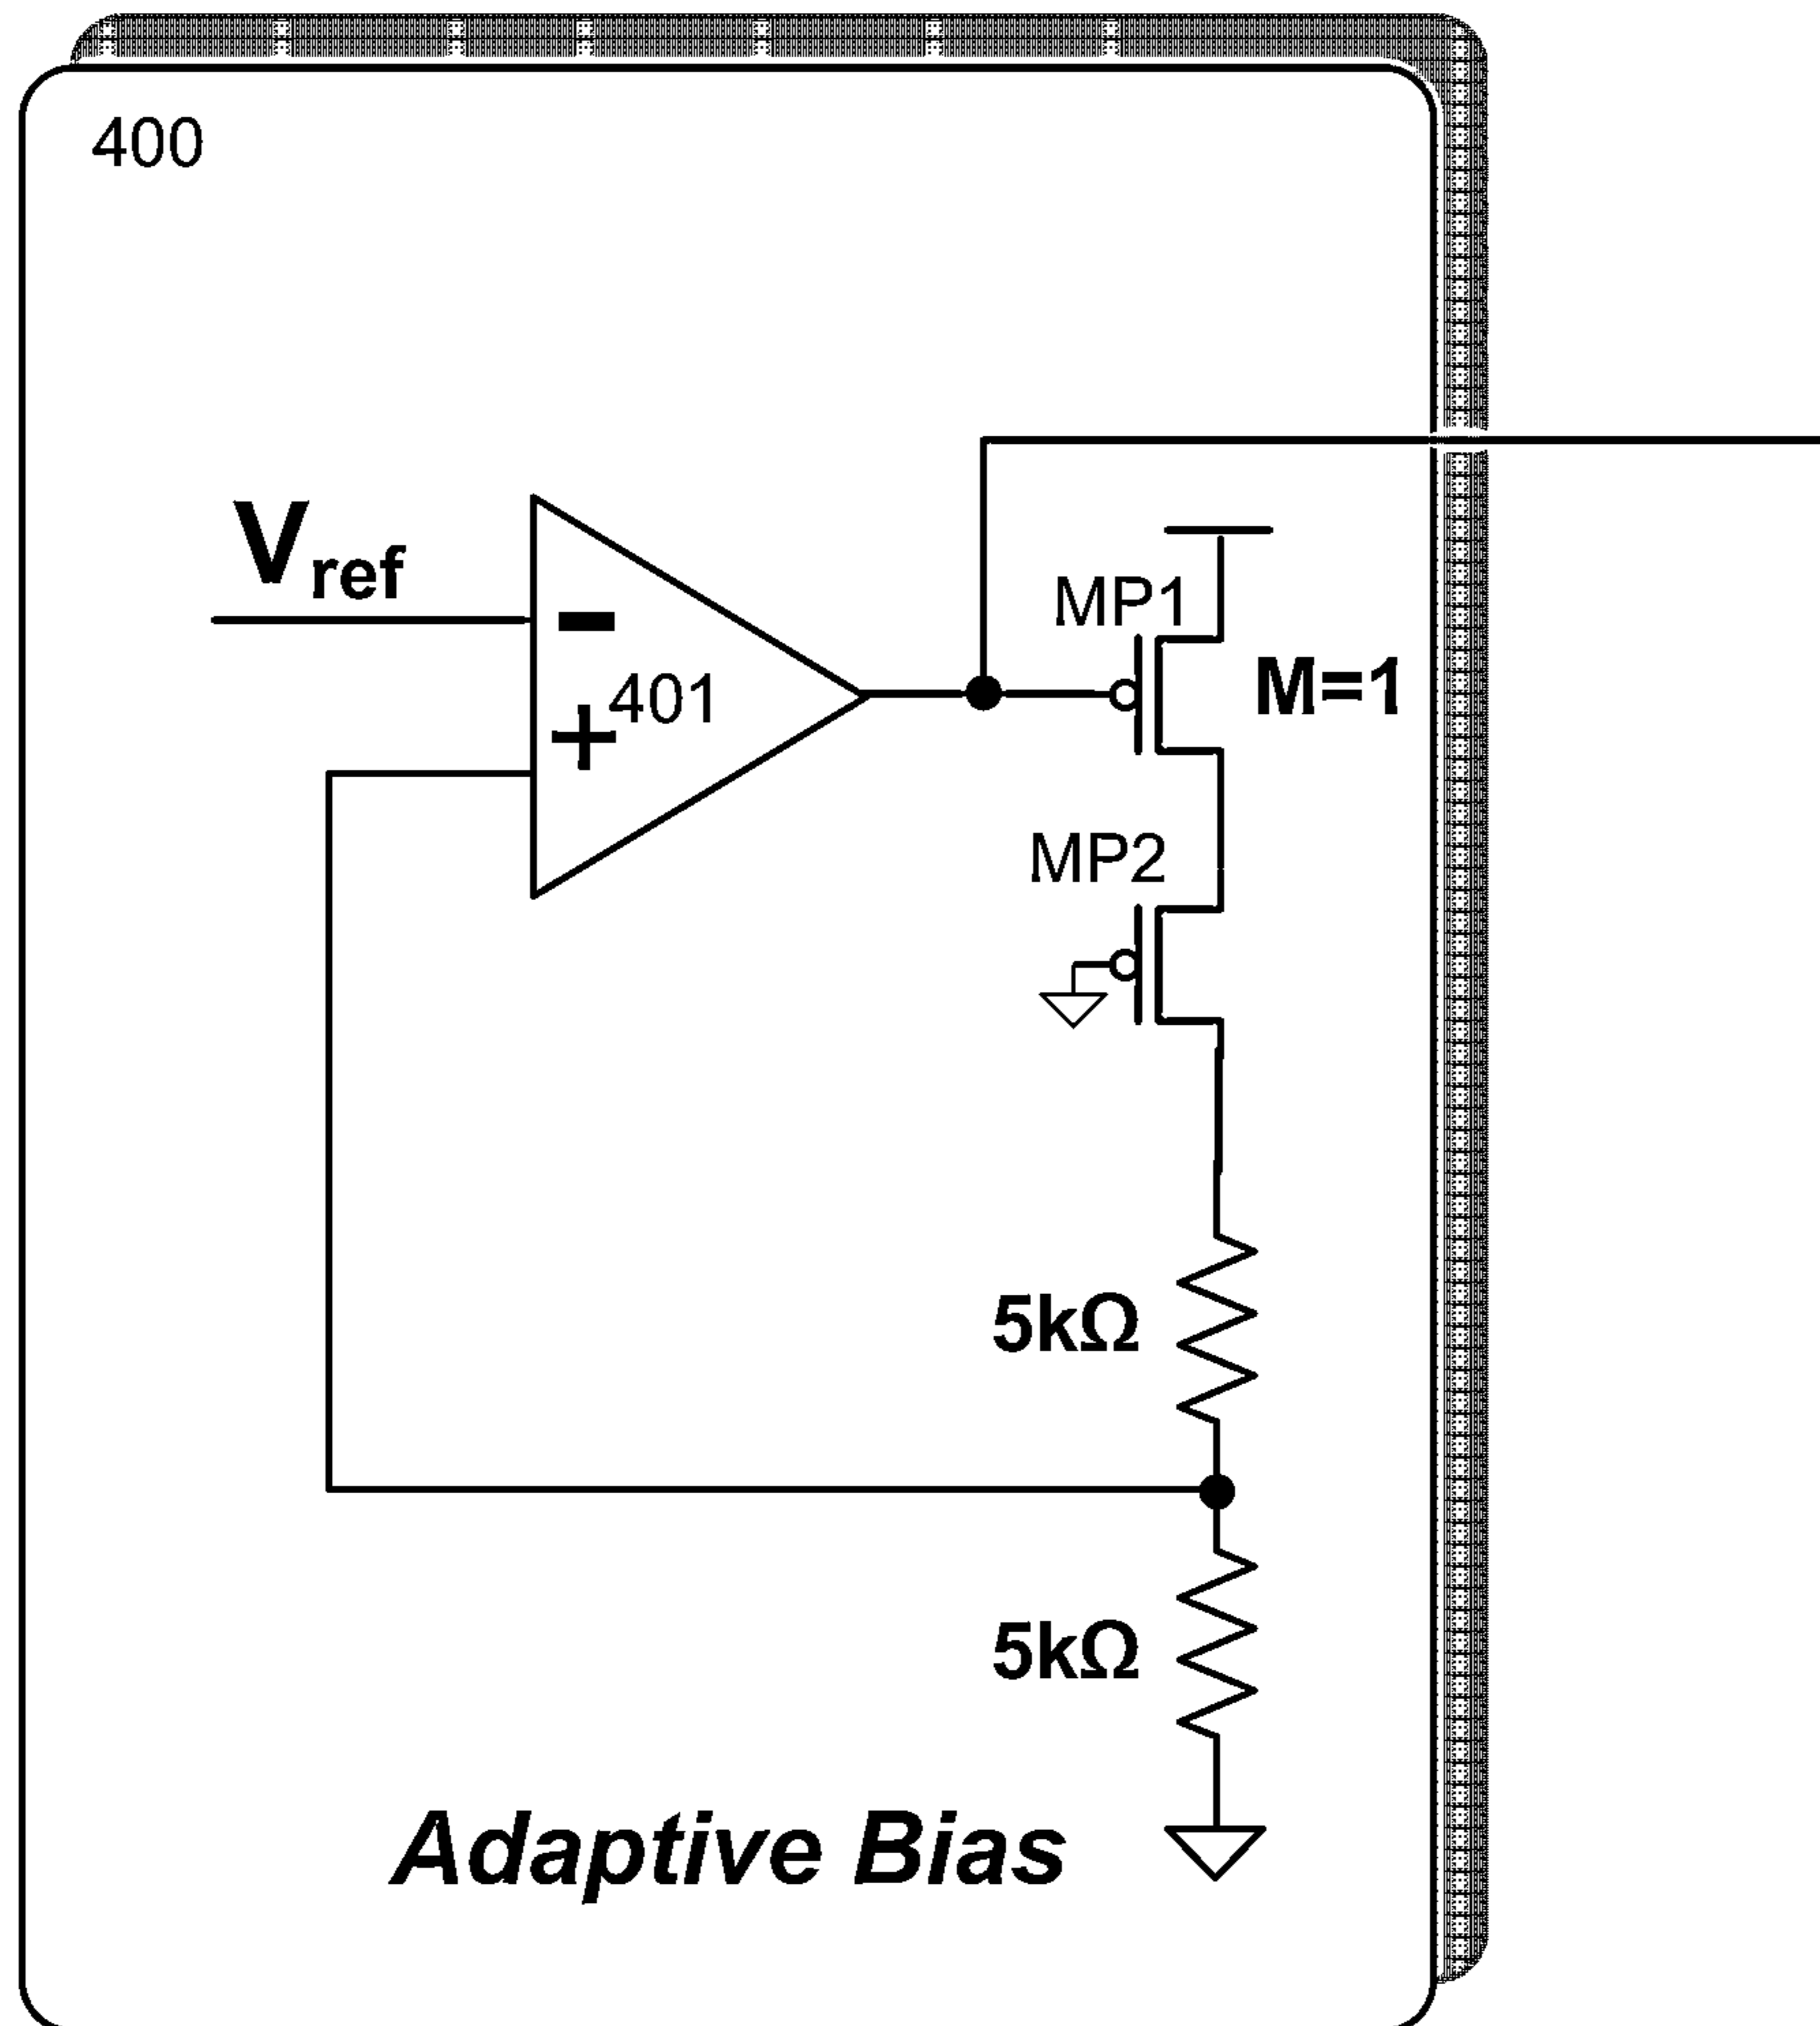 400
Vref
-
401
+
MP1
M=1
MP2
5kΩ
5kΩ
Adaptive Bias